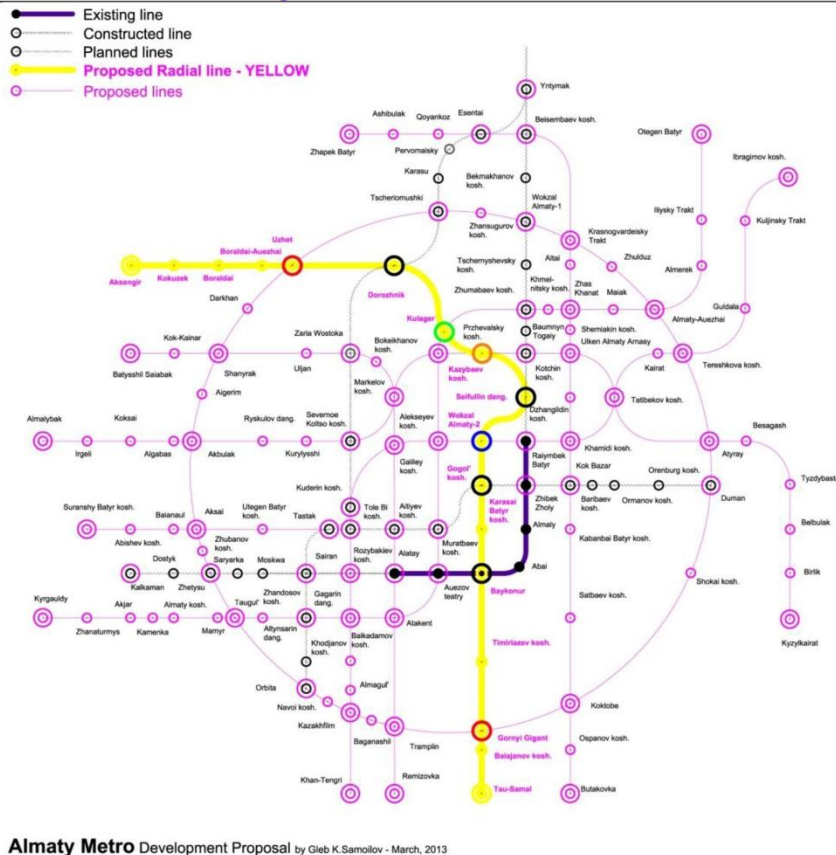 Existing line
Constructed line
Planned lines
Proposed Radial line - YELLOW
Proposed lines
Yntymak
Ashibulak
Qoyankoz
Esentai
Beisembaev kosh.
Otegen Batyr
Zhapek Batyr
Pervomaisky
Ibragimov kosh.
Karasu
Bekmakhanov
kosh.
Tscheriomushki
Wokzal
Almaty-1
Zhansugurov
kosh.
Illysky Trakt
Kuljinsky Trakt
Krasnogvardeisky
Trakt
Uzhet
Boraldai-Auezhai
Tschernyshevsky
kosh.
Altai
Zhulduz
Aksengir
Kokuzek
Boraldai
Dorozhnik
Khmel-
nitsky kosh.
Almerek
Zhumabaev kosh.
Zhas
Khanat
Maiak
Darkhan
Guldala
Almaty-Auezhai
Kulager
Przhevalsky
kosh.
Baumnyn
Togaiy
Shemiakin kosh.
Zaria Wostoka
Bokeikhanov
kosh.
Ulken Almaty Arnasy
Kok-Kainar
Kairat
Tereshkova kosh.
Batysshil Saiabak
Shanyrak
Uljan
Markelov
kosh.
Kazybaev
kosh.
Kotchin
kosh.
Aigerim
Seifullin dang.
Dzhangildin
kosh.
Tatibekov kosh.
Almalybak
Koksai
Ryskulov dang.
Severnoe
Koltso kosh.
Alekseyev
kosh.
Wokzal
Almaty-2
Besagash
Irgeli
Algabas
Akbulak
Kurylysshi
Galiley
kosh.
Raiymbek
Batyr
Khamidi kosh.
Atyray
Gogol'
kosh.
Kok Bazar
Orenburg kosh.
Kuderin kosh.
Tyzdybastau
Suranshy Batyr kosh.
Utegen Batyr
kosh.
Tole Bi
kosh.
Aitiyev
kosh.
Karasai
Batyr
kosh.
Zhibek
Zholy
Baribaev
kosh.
Ormanov kosh.
Duman
Baianaul
Aksai
Tastak
Abishev kosh.
Zhubanov
kosh.
Muratbaev
kosh.
Almaly
Kabanbai Batyr kosh.
Belbulak
Dostyk
Saryarka
Moskwa
Sairan
Rozybakiev
kosh.
Alatay
Abai
Kalkaman
Zhetysu
Zhandosov
kosh.
Gagarin
dang.
Auezov
teatry
Baykonur
Shokai kosh.
Birlik
Kyrgauldy
Akjar
Almaty kosh.
Taugul'
Satbaev kosh.
Zhanaturmys
Kamenka
Mamyr
Altynsarin
dang.
Khodjanov
kosh.
Balkadamov
kosh.
Atakent
Kyzylkairat
Timiriazev kosh.
Orbita
Almagul'
Navoi kosh.
Koktobe
Kazakhfilm
Baganashil
Tramplin
Gornyi Gigant
Baiajanov kosh.
Ospanov kosh.
Khan-Tengri
Remizovka
Tau-Samal
Butakovka
Almaty Metro Development Proposal by Gleb K.Samoilov - March, 2013